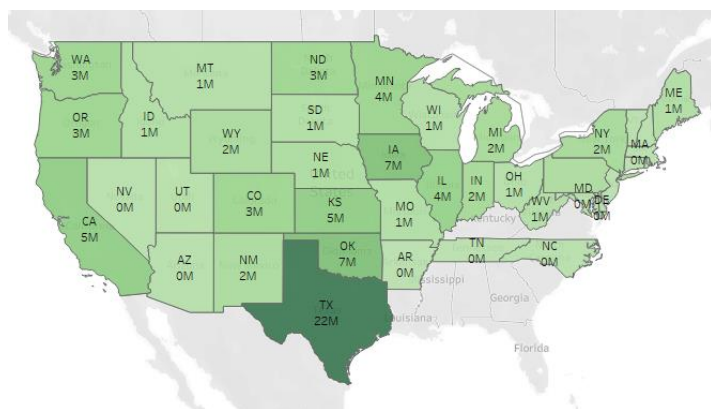 WA
3M
MT
1M
ND
3M
MN
4M
ME
1M
OR
3M
ID
1M
SD
1M
WI
1M
WY
2M
MI
2M
NY
2M
MA
0M
NE
1M
IA
7M
NV
0M
UT
0M
CO
3M
IL
4M
IN
2M
OH
1M
MD
0M
DE
0M
CA
5M
KS
5M
MO
1M
WV
1M
AZ
0M
NM
2M
OK
7M
AR
0M
TN
0M
NC
0M
TX
22M
Georgia
Florida